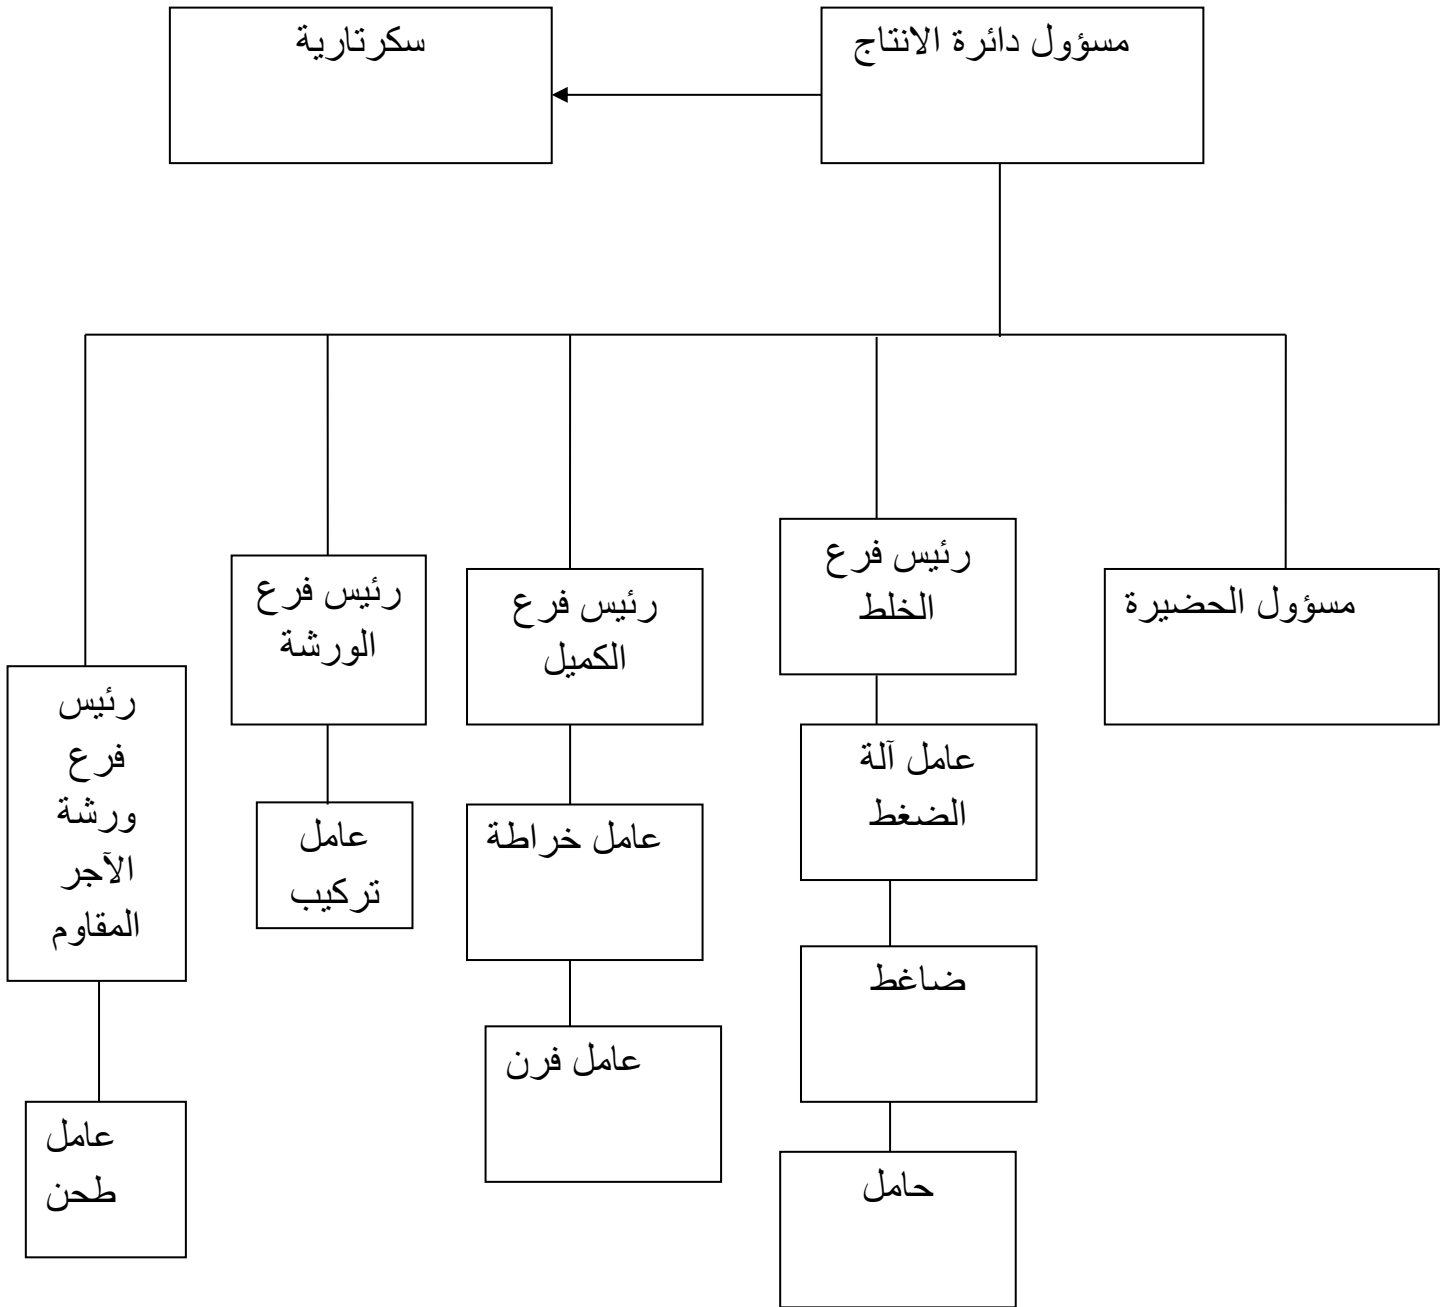 مسؤول دائرة الانتاج
سكرتارية
مسؤول الحضيرة
رئيس فرع
الخلط
رئيس فرع
الكميل
رئيس فرع
الورشة
رئيس
فرع
ورشة
الآجر
المقاوم
عامل آلة
الضغط
عامل خراطة
عامل
تركيب
ضاغط
عامل فرن
عامل
طحن
حامل